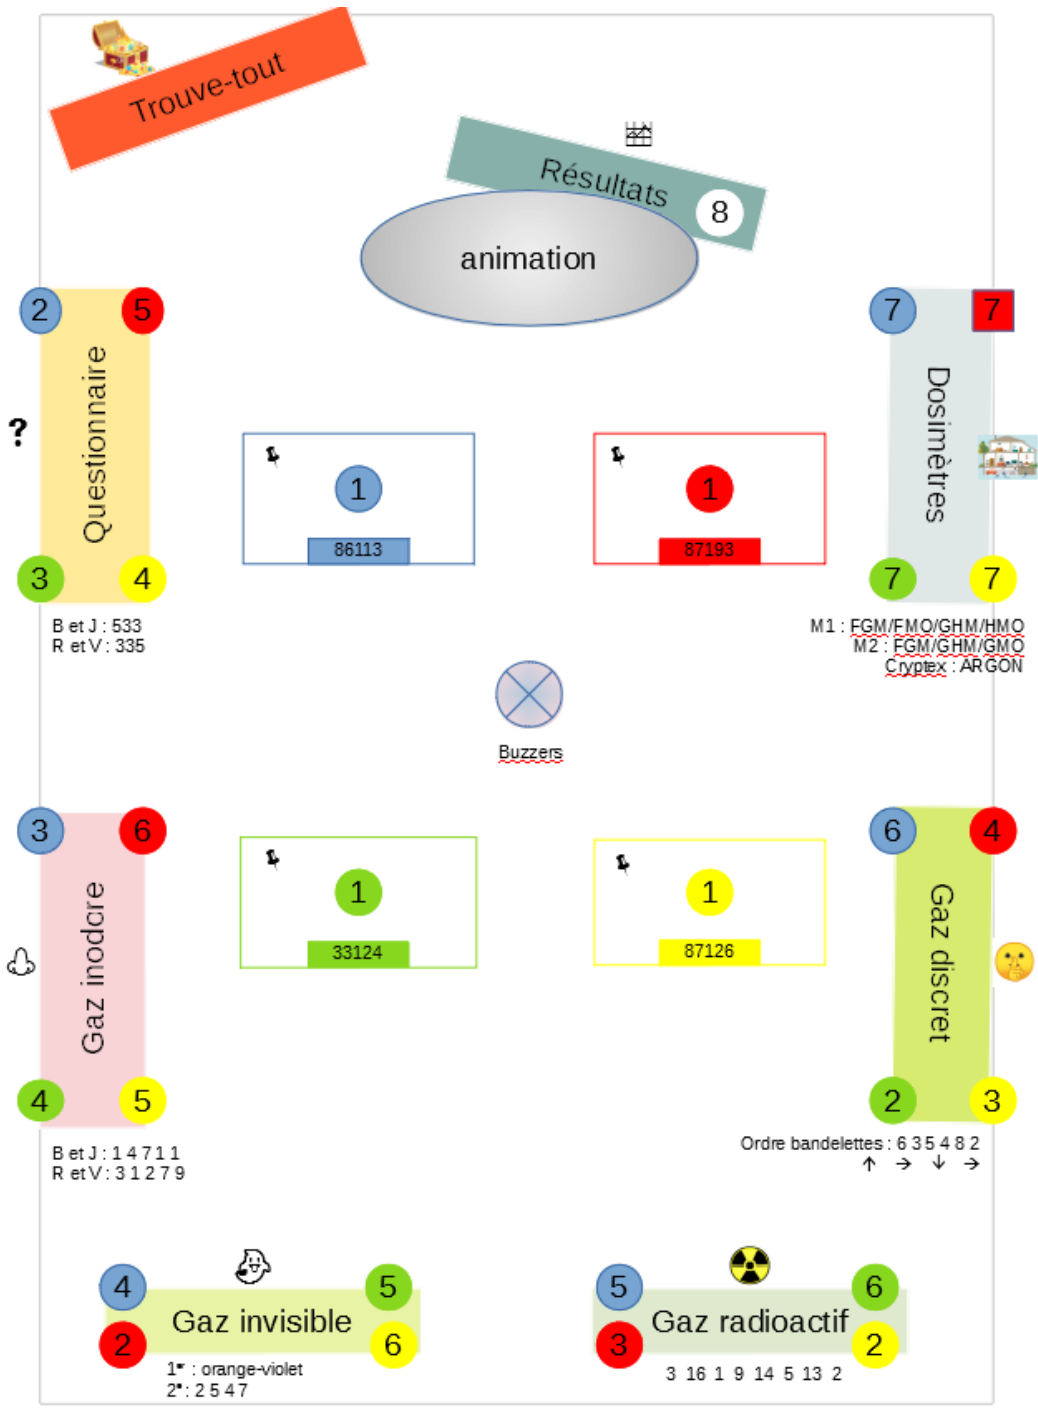 Trouve-tout
Résultats
8
animation
2
5
Questionnaire
?
3
4
B et J : 533
R et V : 335
7
7
Dosimètres
7
7
M1 : FGM/FMO/GHM/HMO
M2 : FGM/GHM/GMO
Cryptex : ARGON
1
86113
1
87193
Buzzers
3
6
Gaz inodore
4
5
B et J : 1 4 7 1 1
R et V : 3 1 2 7 9
1
33124
1
87126
6
4
Gaz discret
2
3
Ordre bandelettes : 6 3 5 4 8 2
↑ → ↓ →
4
5
Gaz invisible
2
6
1 : orange-violet
2 : 2 5 4 7
5
6
Gaz radioactif
3
2
3 16 1 9 14 5 13 2